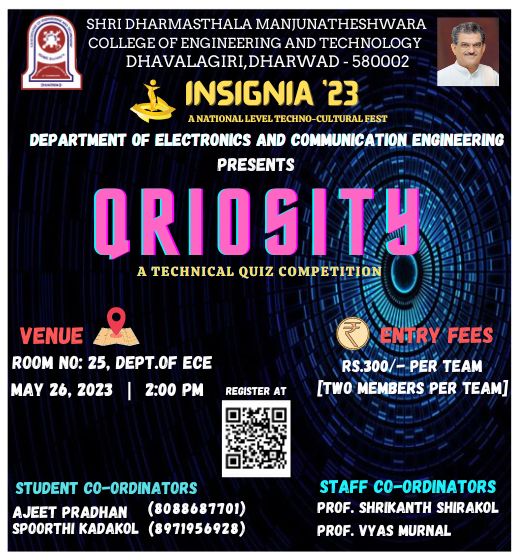 SHRI DHARMASTHALA MANJUNATHESHWARA
COLLEGE OF ENGINEERING AND TECHNOLOGY
DHAVALAGIRI,DHARWAD - 580002
INSIGNIA '23
A NATIONAL LEVEL TECHNO-CULTURAL FEST
DEPARTMENT OF ELECTRONICS AND COMMUNICATION ENGINEERING
PRESENTS
QRIOSITY
A TECHNICAL QUIZ COMPETITION
VENUE
ROOM NO: 25, DEPT.OF ECE
MAY 26, 2023 | 2:00 PM
ENTRY FEES
RS.300/- PER TEAM
[TWO MEMBERS PER TEAM]
REGISTER AT
STUDENT CO-ORDINATORS
AJEET PRADHAN (8088687701)
SPOORTHI KADAKOL (8971956928)
STAFF CO-ORDINATORS
PROF. SHRIKANTH SHIRAKOL
PROF. VYAS MURNAL